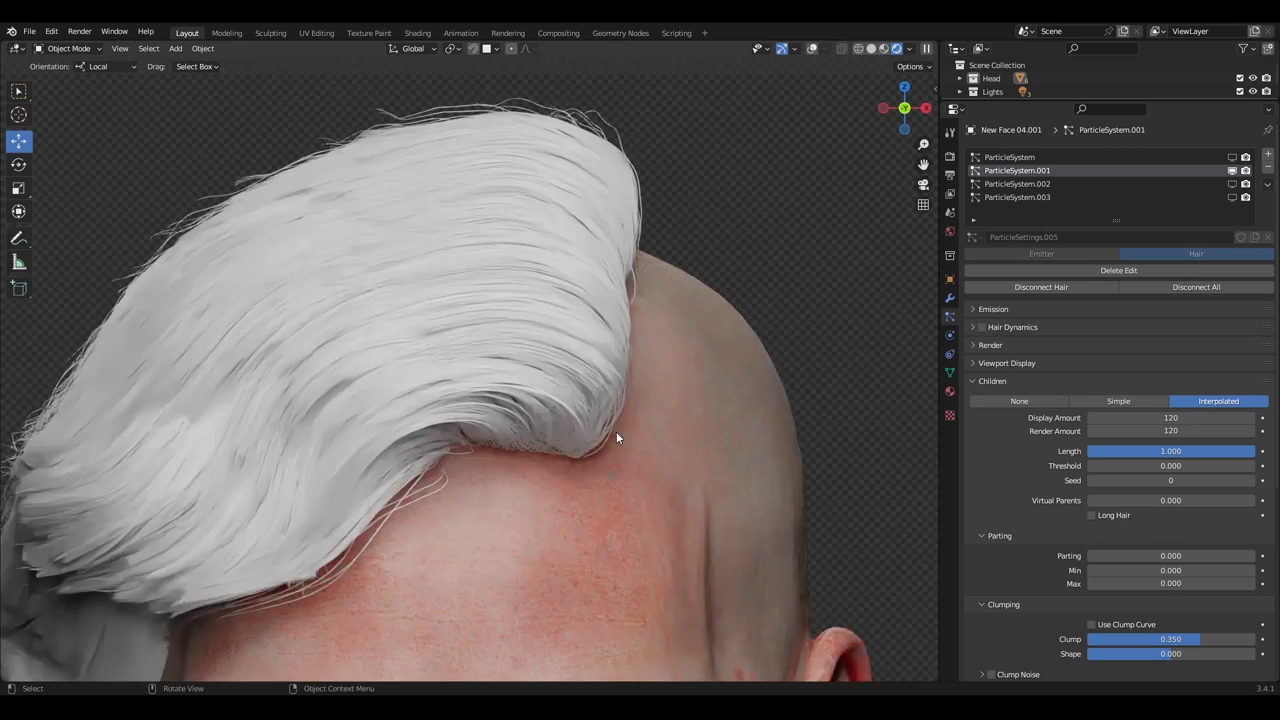 File Edit Render Window Help Layout Modeling Sculpting UV Editing Texture Paint Shading Animation Rendering Compositing Geometry Nodes Scripting + Scene ViewLayer
Object Mode View Select Add Object Global
Orientation: Local Drag: Select Box Options
Scene Collection
Head
Lights 3
Z
-Y X
New Face 04.001 > ParticleSystem.001
ParticleSystem
ParticleSystem.001
ParticleSystem.002
ParticleSystem.003
ParticleSettings.005
Emitter Hair
Delete Edit
Disconnect Hair Disconnect All
Emission
Hair Dynamics
Render
Viewport Display
Children
None Simple Interpolated
Display Amount 120
Render Amount 120
Length 1.000
Threshold 0.000
Seed 0
Virtual Parents 0.000
Long Hair
Parting
Parting 0.000
Min 0.000
Max 0.000
Clumping
Use Clump Curve
Clump 0.350
Shape 0.000
Clump Noise
Select Rotate View Object Context Menu 3.4.1